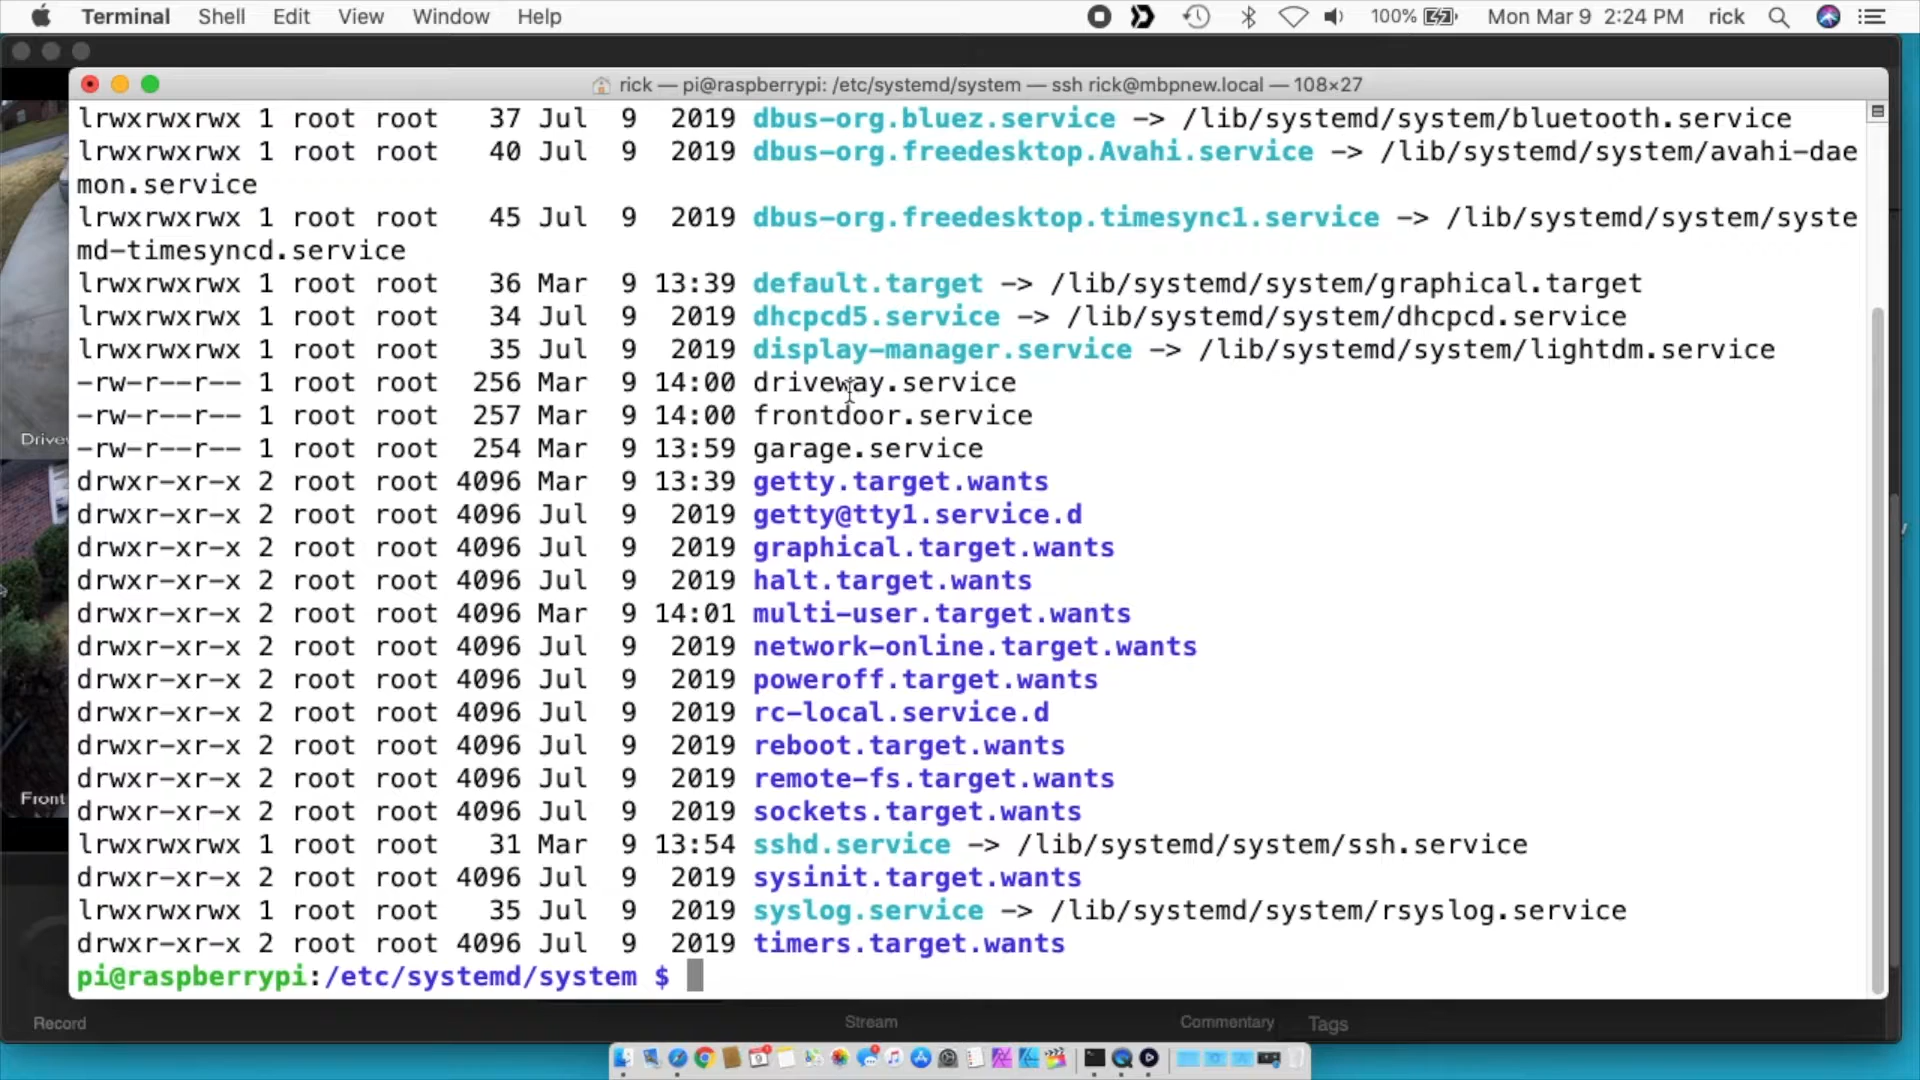 Terminal Shell Edit View Window Help 100% Mon Mar 9 2:24 PM rick
rick — pi@raspberrypi: /etc/systemd/system — ssh rick@mbpnew.local — 108×27
lrwxrwxrwx 1 root root 37 Jul 9 2019 dbus-org.bluez.service -> /lib/systemd/system/bluetooth.service
lrwxrwxrwx 1 root root 40 Jul 9 2019 dbus-org.freedesktop.Avahi.service -> /lib/systemd/system/avahi-dae
mon.service
lrwxrwxrwx 1 root root 45 Jul 9 2019 dbus-org.freedesktop.timesync1.service -> /lib/systemd/system/syste
md-timesyncd.service
lrwxrwxrwx 1 root root 36 Mar 9 13:39 default.target -> /lib/systemd/system/graphical.target
lrwxrwxrwx 1 root root 34 Jul 9 2019 dhcpcd5.service -> /lib/systemd/system/dhcpcd.service
lrwxrwxrwx 1 root root 35 Jul 9 2019 display-manager.service -> /lib/systemd/system/lightdm.service
-rw-r--r-- 1 root root 256 Mar 9 14:00 driveway.service
-rw-r--r-- 1 root root 257 Mar 9 14:00 frontdoor.service
-rw-r--r-- 1 root root 254 Mar 9 13:59 garage.service
drwxr-xr-x 2 root root 4096 Mar 9 13:39 getty.target.wants
drwxr-xr-x 2 root root 4096 Jul 9 2019 getty@tty1.service.d
drwxr-xr-x 2 root root 4096 Jul 9 2019 graphical.target.wants
drwxr-xr-x 2 root root 4096 Jul 9 2019 halt.target.wants
drwxr-xr-x 2 root root 4096 Mar 9 14:01 multi-user.target.wants
drwxr-xr-x 2 root root 4096 Jul 9 2019 network-online.target.wants
drwxr-xr-x 2 root root 4096 Jul 9 2019 poweroff.target.wants
drwxr-xr-x 2 root root 4096 Jul 9 2019 rc-local.service.d
drwxr-xr-x 2 root root 4096 Jul 9 2019 reboot.target.wants
drwxr-xr-x 2 root root 4096 Jul 9 2019 remote-fs.target.wants
drwxr-xr-x 2 root root 4096 Jul 9 2019 sockets.target.wants
lrwxrwxrwx 1 root root 31 Mar 9 13:54 sshd.service -> /lib/systemd/system/ssh.service
drwxr-xr-x 2 root root 4096 Jul 9 2019 sysinit.target.wants
lrwxrwxrwx 1 root root 35 Jul 9 2019 syslog.service -> /lib/systemd/system/rsyslog.service
drwxr-xr-x 2 root root 4096 Jul 9 2019 timers.target.wants
pi@raspberrypi:/etc/systemd/system $
Drive
Front
Record Stream Commentary Tags